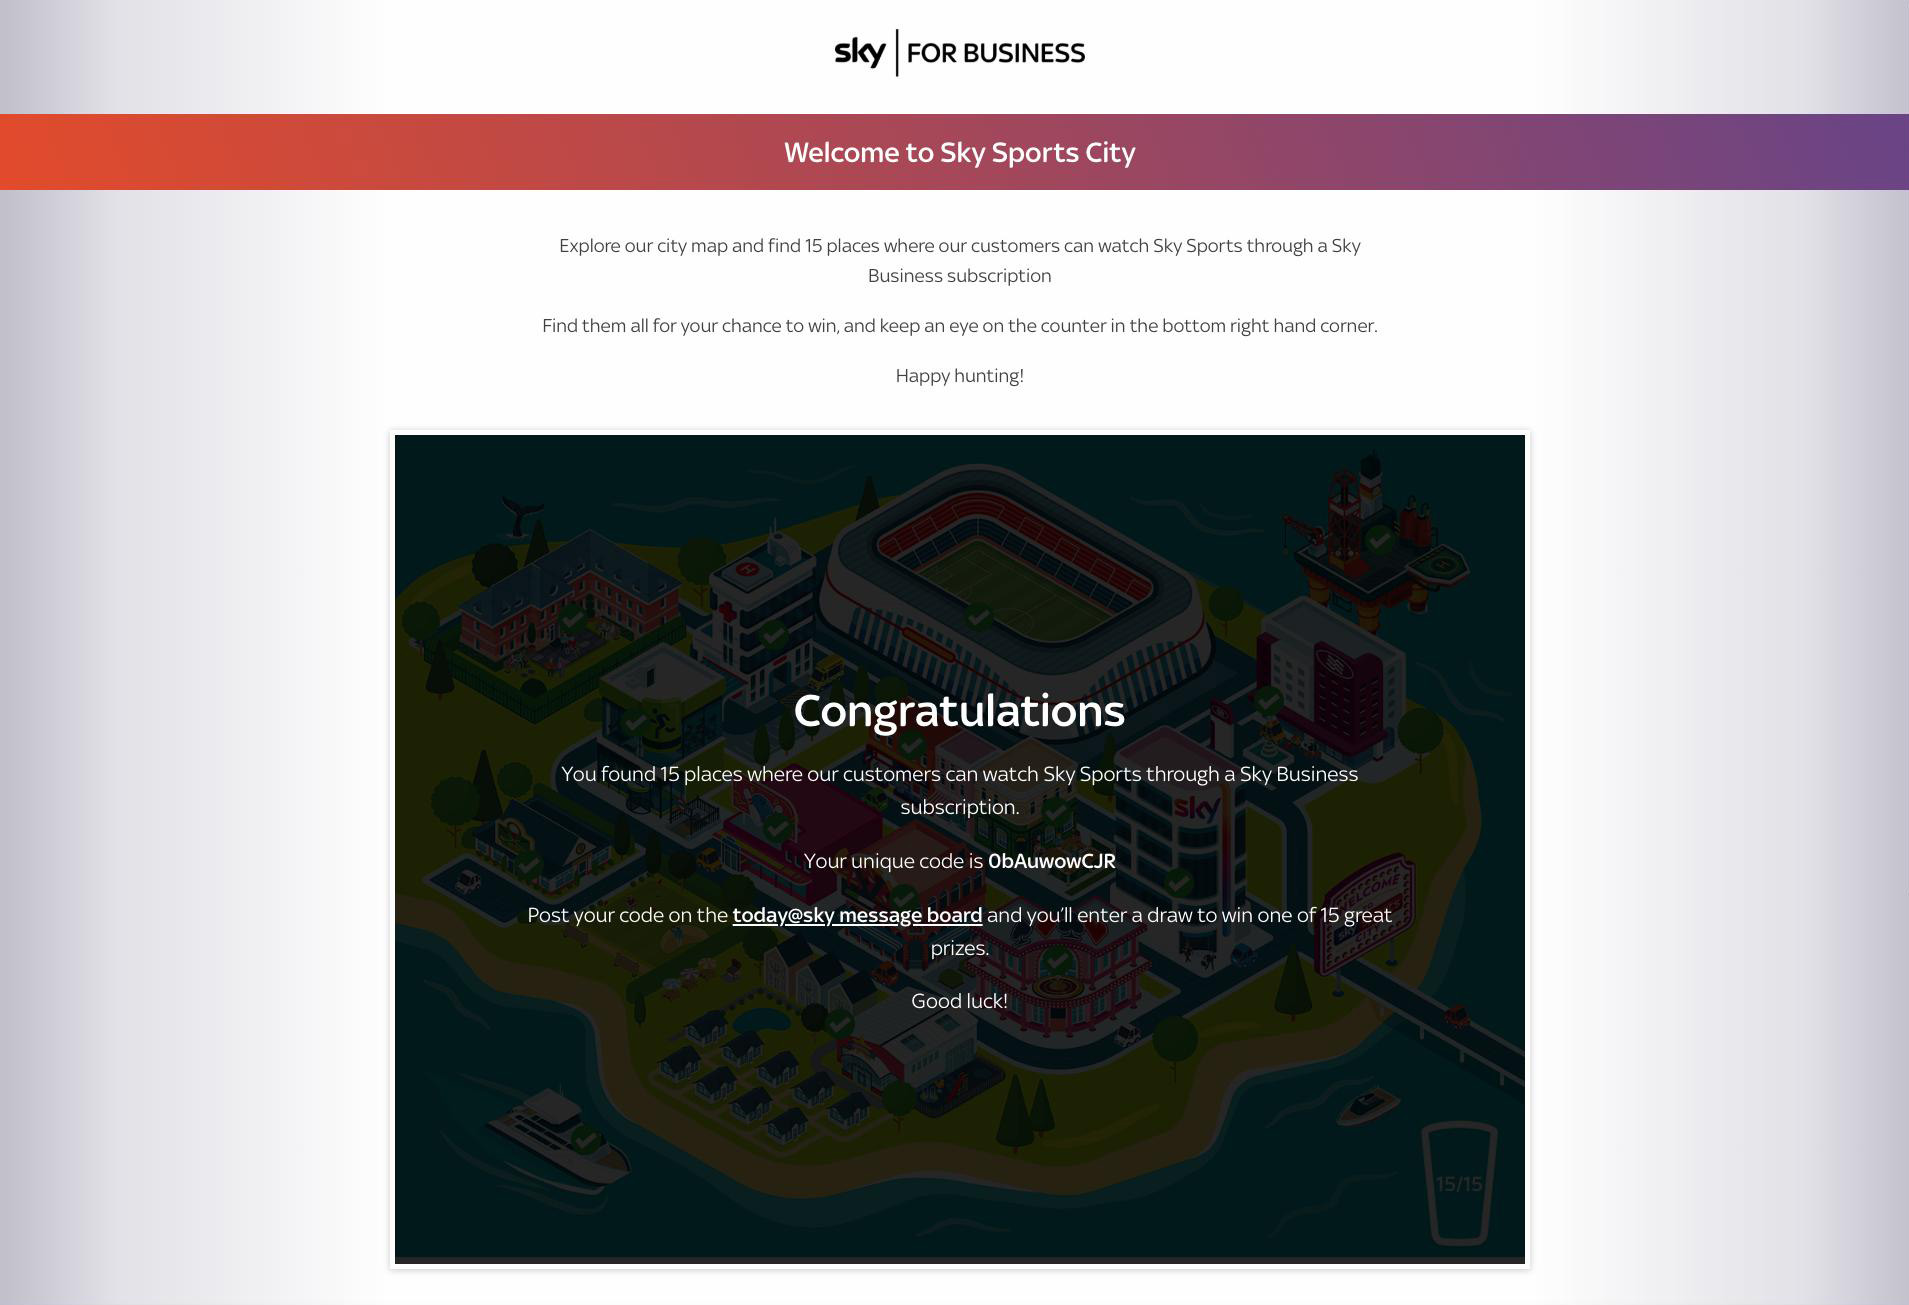 sky FOR BUSINESS
Welcome to Sky Sports City
Explore our city map and find 15 places where our customers can watch Sky Sports through a Sky
Business subscription
Find them all for your chance to win, and keep an eye on the counter in the bottom right hand corner.
Happy hunting!
H
Congratulations
You found 15 places where our customers can watch Sky Sports through a Sky Business
subscription.
sky
Your unique code is 0bAuwowCJR
WELCOME
Post your code on the today@sky message board and you'll enter a draw to win one of 15 great
prizes.
Good luck!
15/15